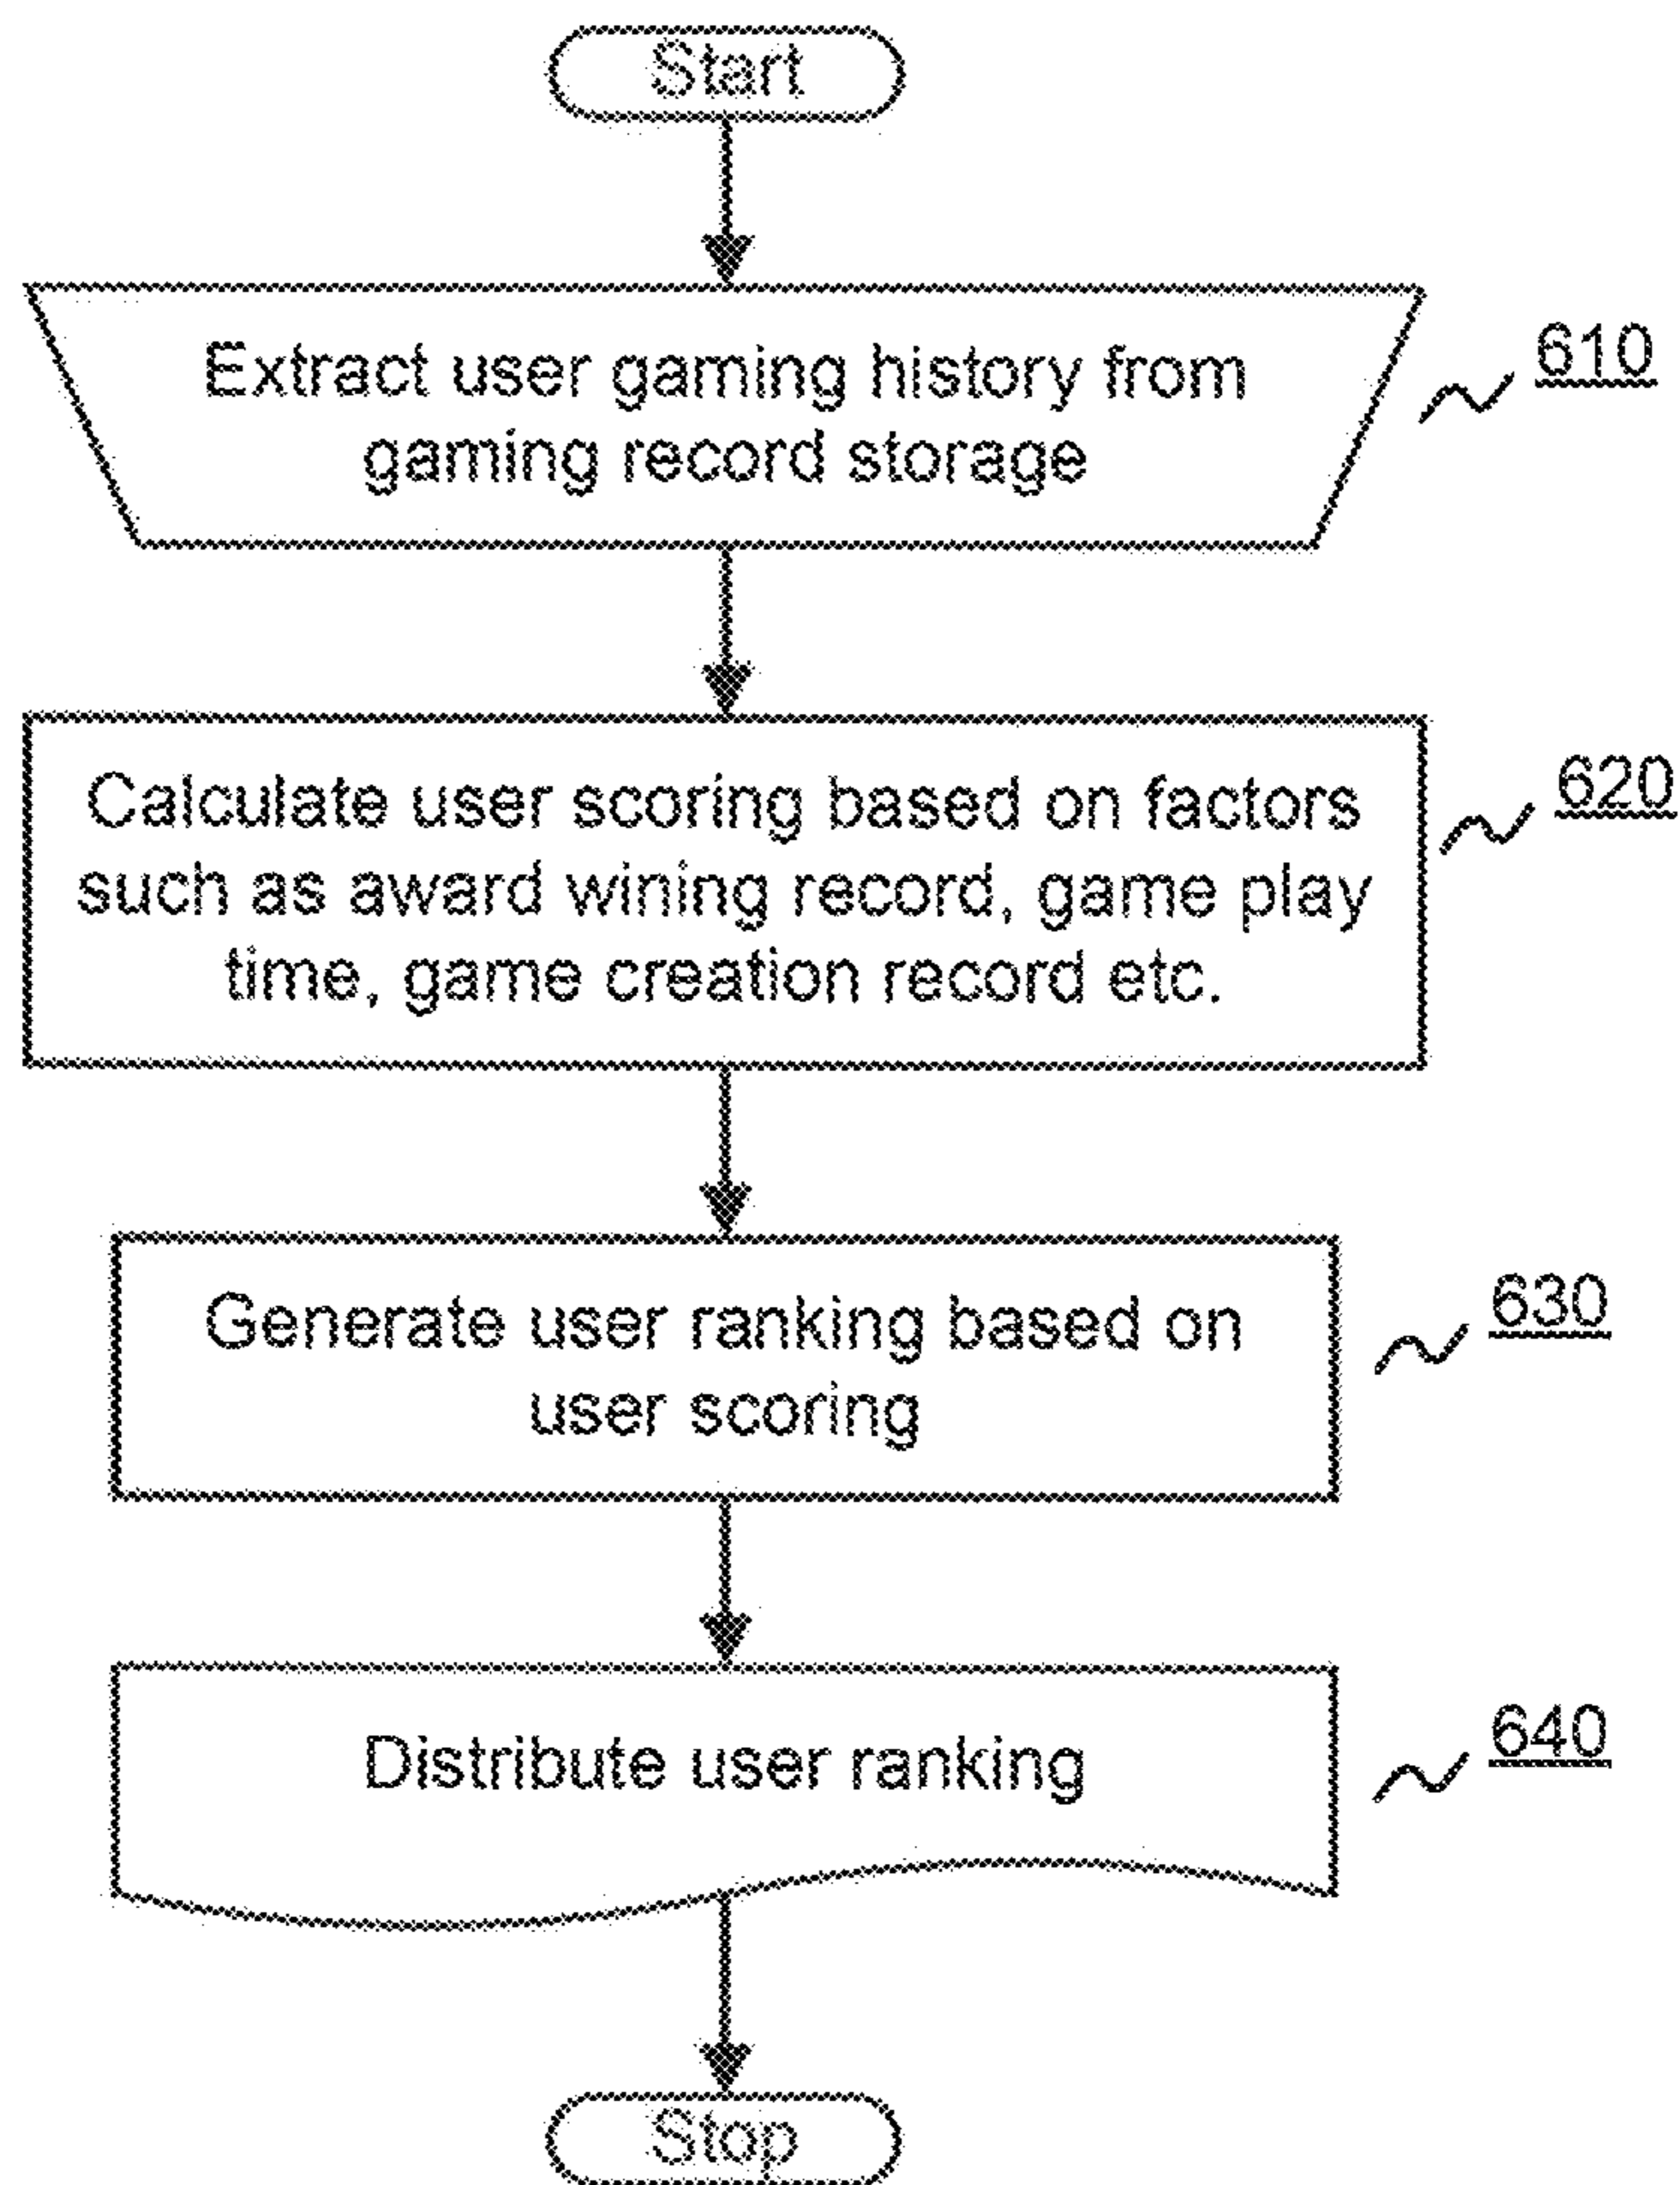 Start
Extract user gaming history from
gaming record storage
610
Calculate user scoring based on factors
such as award wining record, game play
time, game creation record etc.
620
Generate user ranking based on
user scoring
630
Distribute user ranking
640
Stop